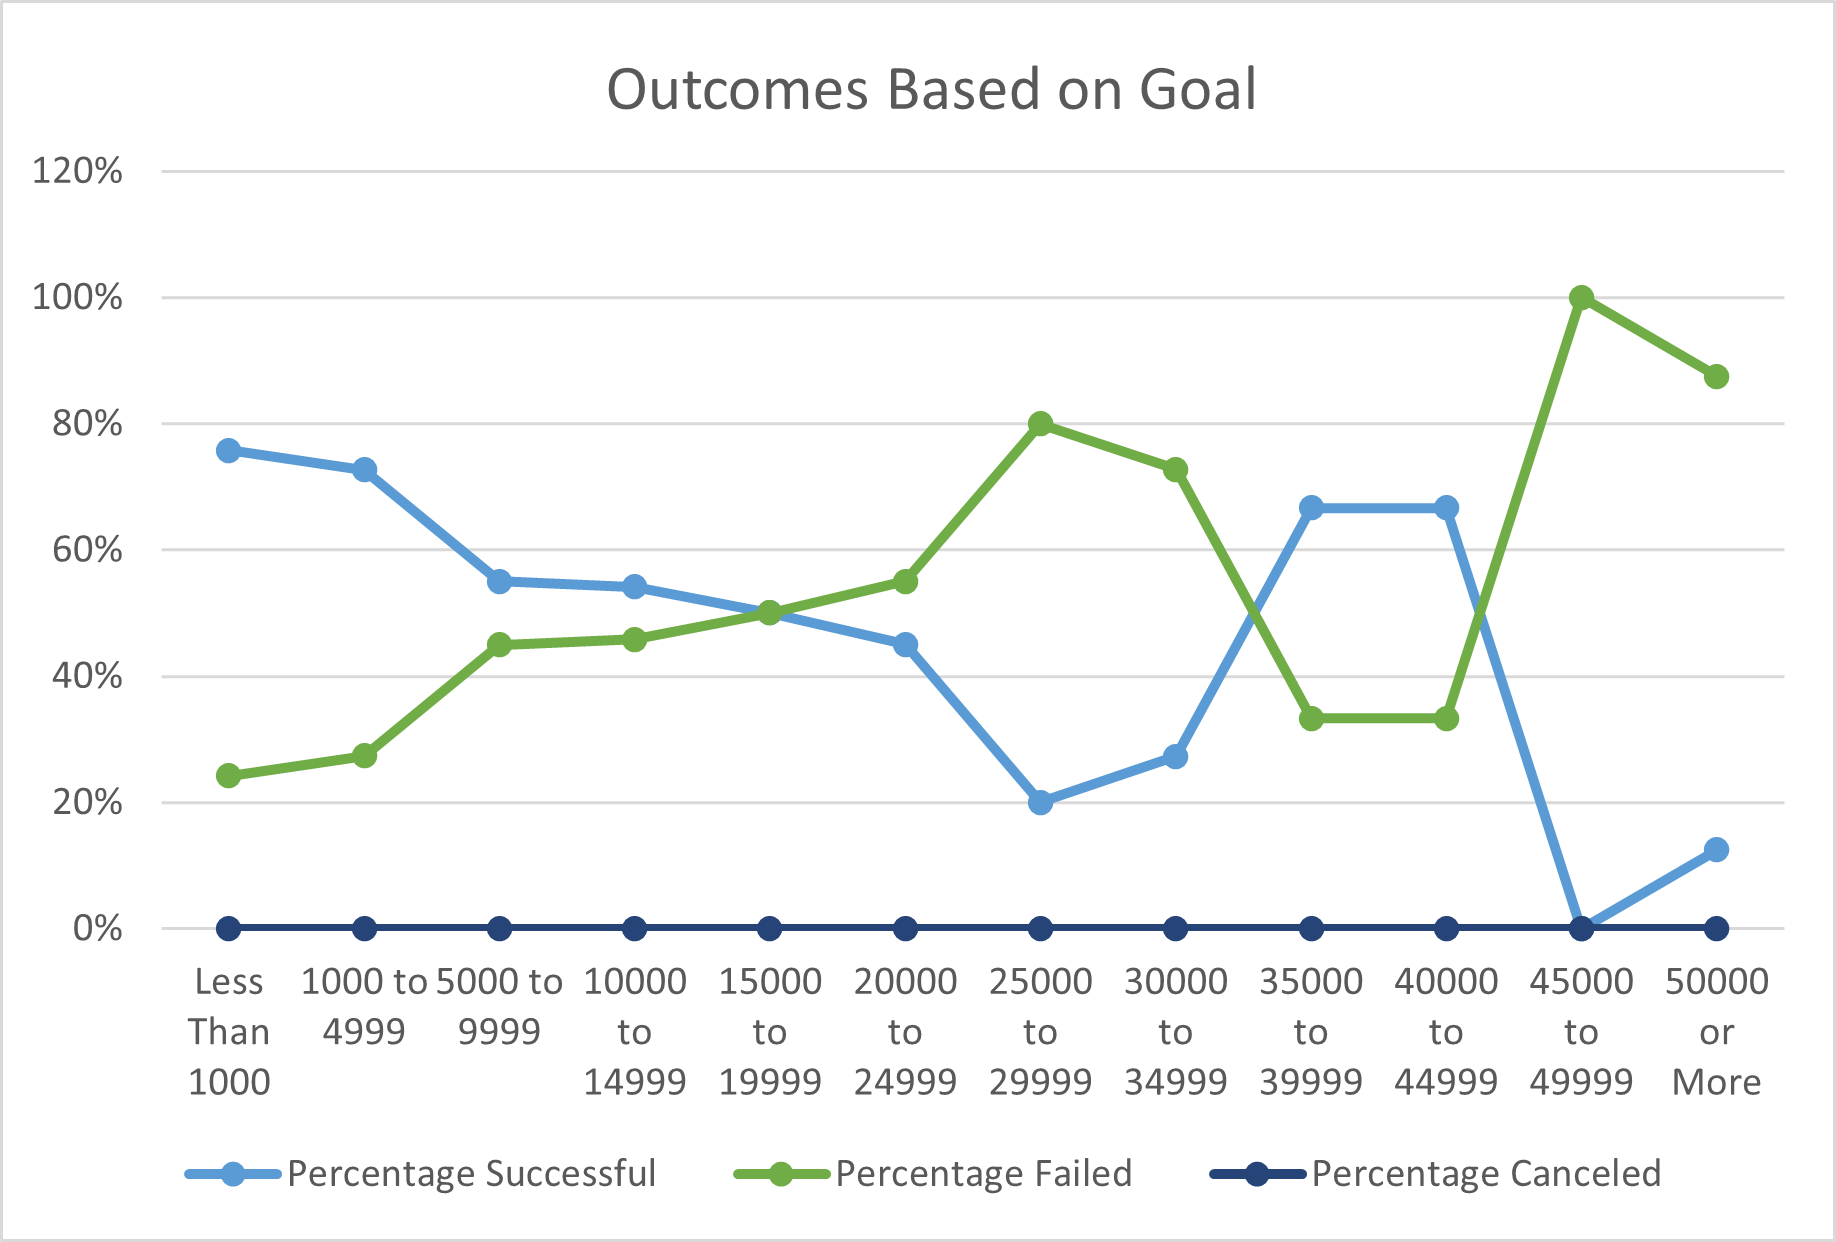 Outcomes Based on Goal
120%
100%
80%
60%
40%
20%
0%
Less Than 1000
1000 to 4999
5000 to 9999
10000 to 14999
15000 to 19999
20000 to 24999
25000 to 29999
30000 to 34999
35000 to 39999
40000 to 44999
45000 to 49999
50000 or More
Percentage Successful
Percentage Failed
Percentage Canceled